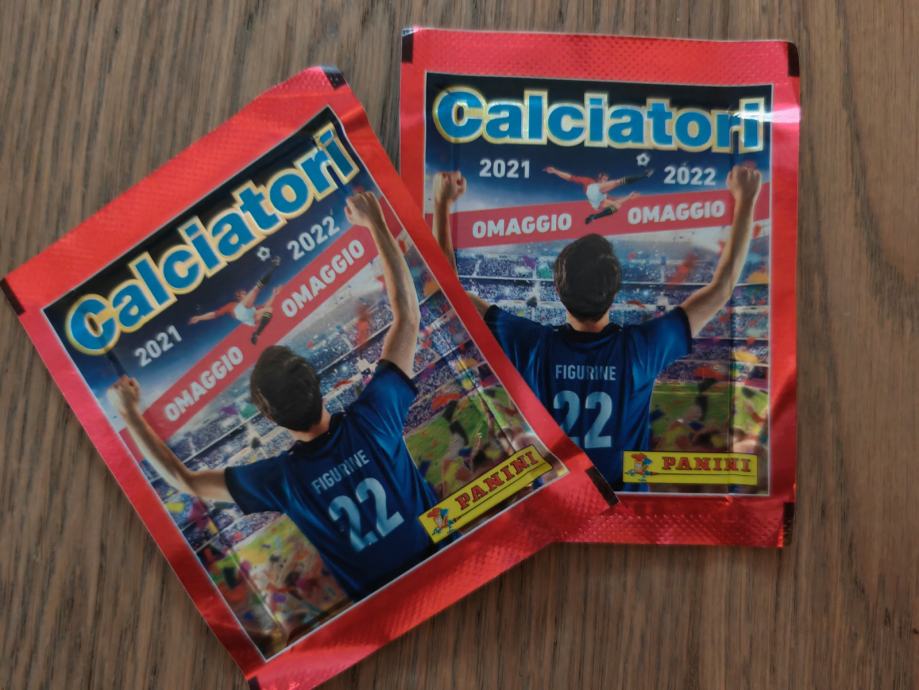 Calciatori
2021 2022
OMAGGIO OMAGGIO
FIGURINE
22
PANINI
Calciatori
2021 2022
OMAGGIO OMAGGIO
FIGURINE
22
PANINI